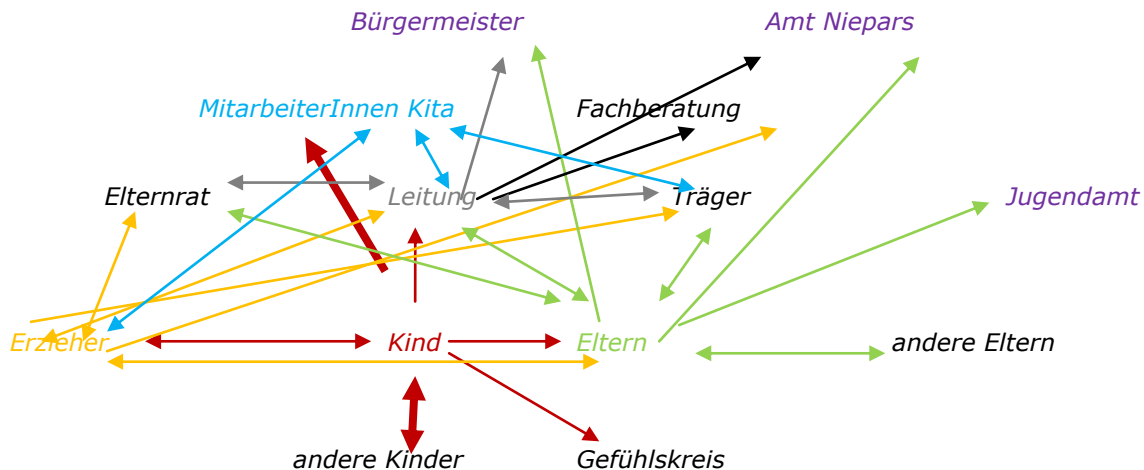 Bürgermeister
Amt Niepars
MitarbeiterInnen Kita
Fachberatung
Elternrat
Leitung
Träger
Jugendamt
Erzieher
Kind
Eltern
andere Eltern
andere Kinder
Gefühlskreis